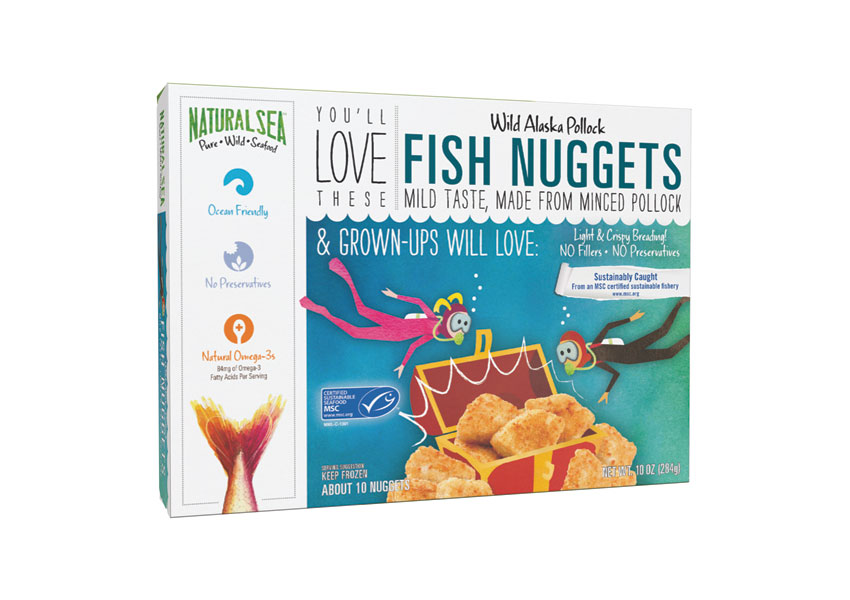 NATURAL SEA
Pure • Wild • Seafood
Ocean Friendly
No Preservatives
Natural Omega-3s
84mg of Omega-3
Fatty Acids Per Serving
YOU'LL
LOVE
THESE
Wild Alaska Pollock
FISH NUGGETS
MILD TASTE, MADE FROM MINCED POLLOCK
& GROWN-UPS WILL LOVE:
Light & Crispy Breading!
NO Fillers • NO Preservatives
Sustainably Caught
From an MSC certified sustainable fishery
www.msc.org
CERTIFIED
SUSTAINABLE
SEAFOOD
MSC
www.msc.org
SERVING SUGGESTION
KEEP FROZEN
ABOUT 10 NUGGETS
NET WT. 10 OZ (284g)
NATURAL SEA
FISH NUGGETS